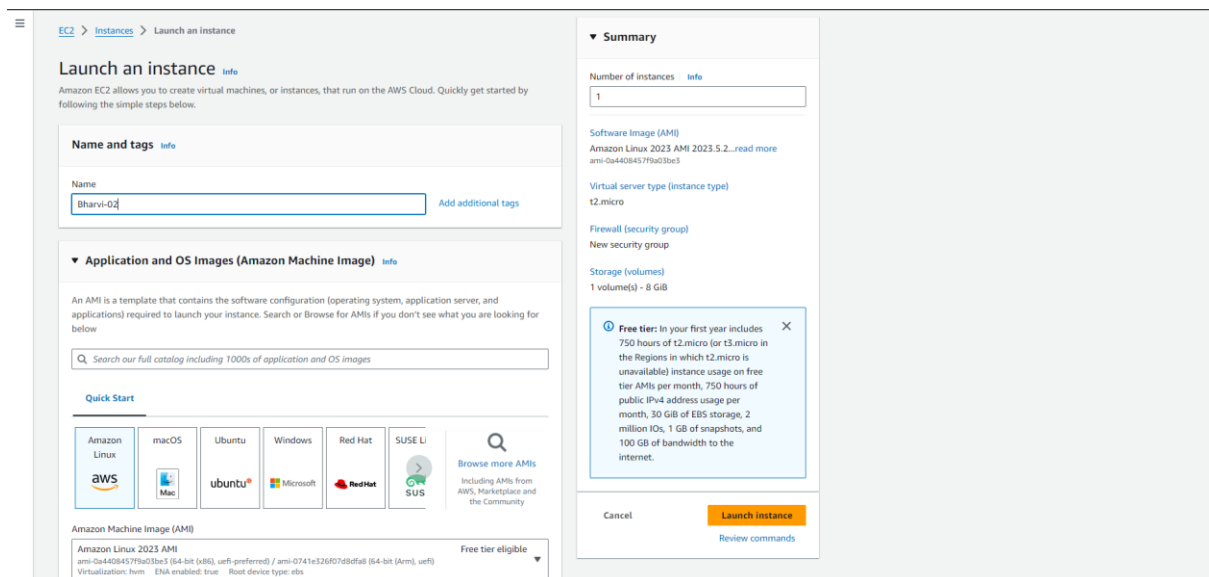 EC2 > Instances > Launch an instance
Launch an instance Info
Amazon EC2 allows you to create virtual machines, or instances, that run on the AWS Cloud. Quickly get started by
following the simple steps below.
Name and tags Info
Name
Bharvi-02
Add additional tags
Application and OS Images (Amazon Machine Image) Info
An AMI is a template that contains the software configuration (operating system, application server, and
applications) required to launch your instance. Search or Browse for AMIs if you don't see what you are looking for
below
Search our full catalog including 1000s of application and OS images
Quick Start
Amazon
Linux
aws
macOS
Mac
Ubuntu
ubuntu
Windows
Microsoft
Red Hat
Red Hat
SUSE Li
SUS
Browse more AMIs
Including AMIs from
AWS, Marketplace and
the Community
Amazon Machine Image (AMI)
Amazon Linux 2023 AMI
Free tier eligible
ami-0a4408457f9a03be3 (64-bit (x86), uefi-preferred) / ami-0741e326f07d8dfa8 (64-bit (Arm), uefi)
Virtualization: hvm ENA enabled: true Root device type: ebs
Summary
Number of instances Info
1
Software Image (AMI)
Amazon Linux 2023 AMI 2023.5.2...read more
ami-0a4408457f9a03be3
Virtual server type (instance type)
t2.micro
Firewall (security group)
New security group
Storage (volumes)
1 volume(s) - 8 GiB
Free tier: In your first year includes
750 hours of t2.micro (or t3.micro in
the Regions in which t2.micro is
unavailable) instance usage on free
tier AMIs per month, 750 hours of
public IPv4 address usage per
month, 30 GiB of EBS storage, 2
million IOs, 1 GB of snapshots, and
100 GB of bandwidth to the
internet.
Cancel
Launch instance
Review commands